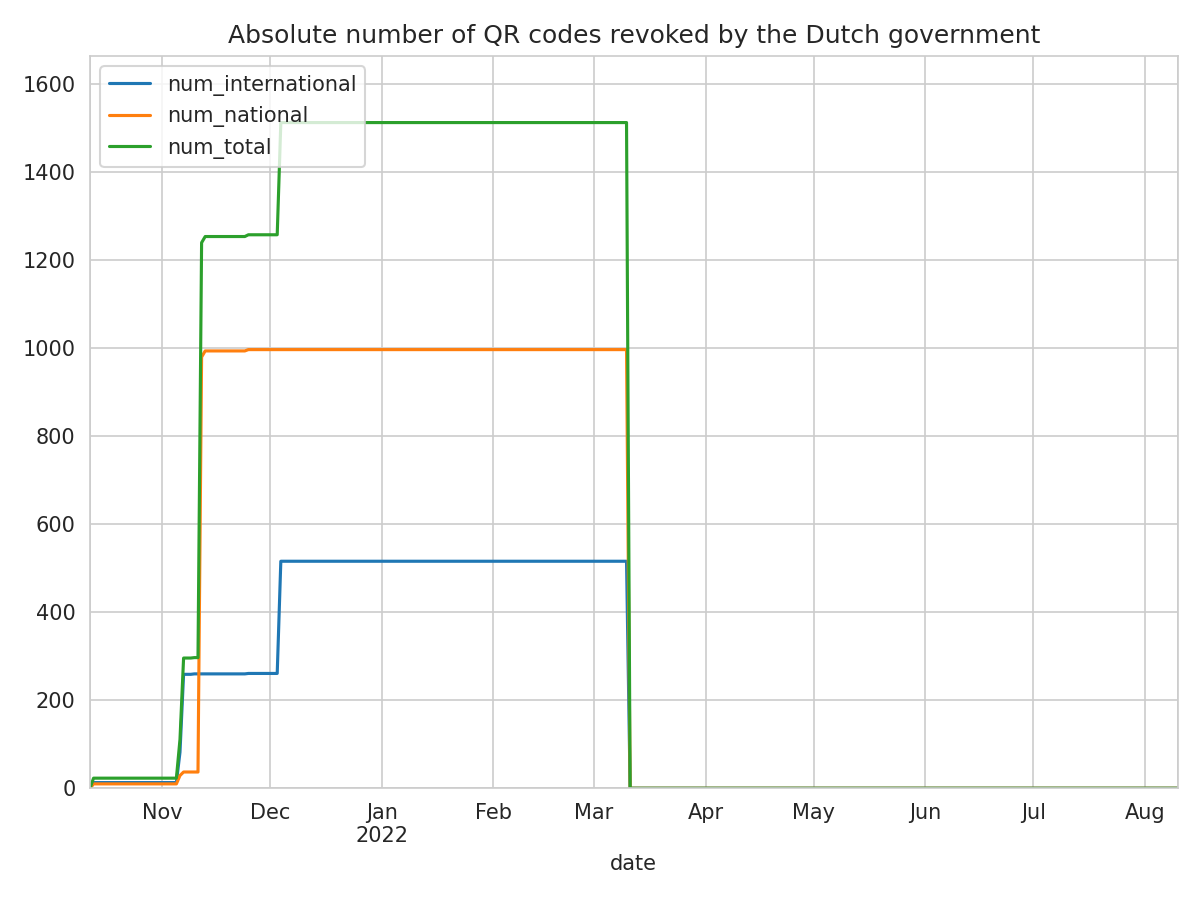 Absolute number of QR codes revoked by the Dutch government
num_international
num_national
num_total
1600
1400
1200
1000
800
600
400
200
0
Nov Dec Jan Feb Mar Apr May Jun Jul Aug
2022
date